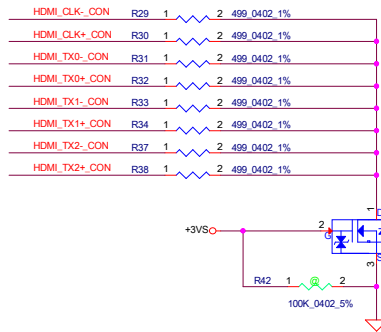 HDMI_CLK-_CON R29 1 2 499_0402_1%
HDMI_CLK+_CON R30 1 2 499_0402_1%
HDMI_TX0-_CON R31 1 2 499_0402_1%
HDMI_TX0+_CON R32 1 2 499_0402_1%
HDMI_TX1-_CON R33 1 2 499_0402_1%
HDMI_TX1+_CON R34 1 2 499_0402_1%
HDMI_TX2-_CON R37 1 2 499_0402_1%
HDMI_TX2+_CON R38 1 2 499_0402_1%
1
D
+3VS
2
G
S
3
R42 1 @ 2
100K_0402_5%